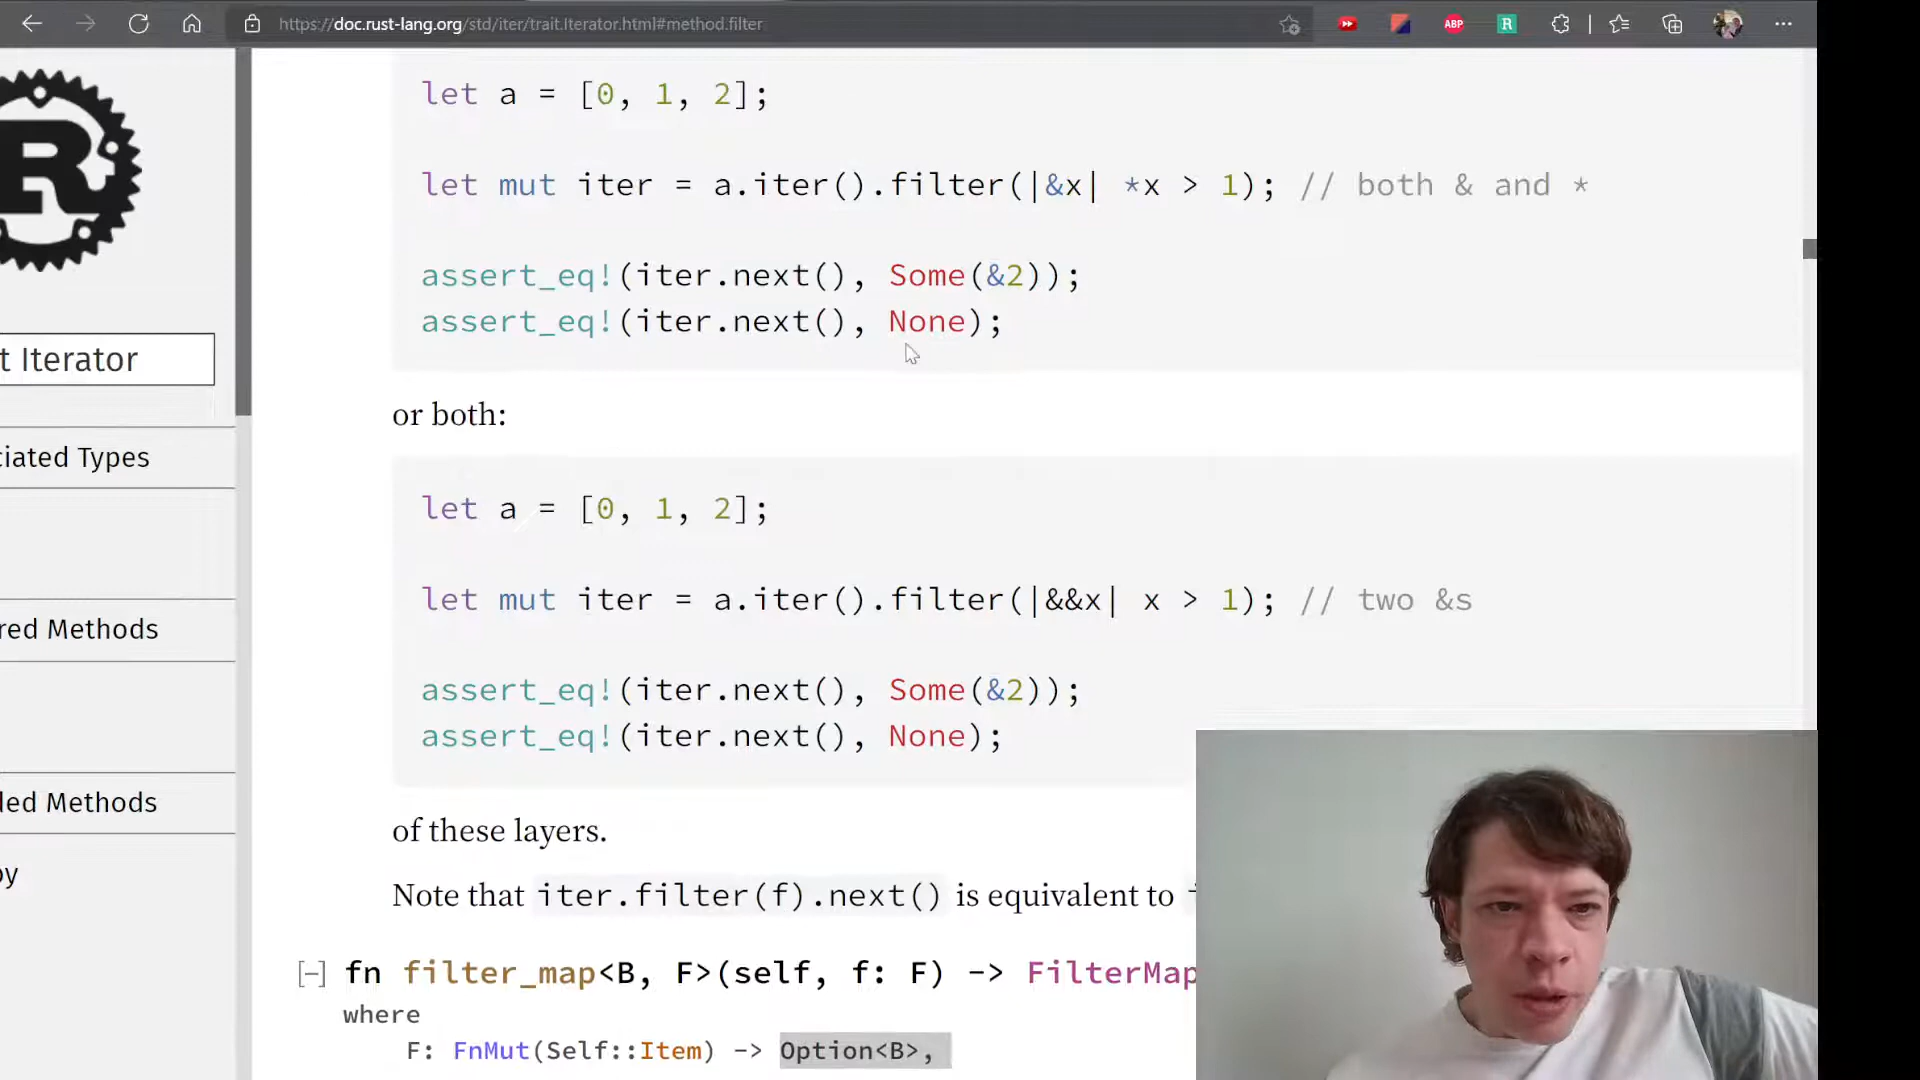 https://doc.rust-lang.org/std/iter/trait.Iterator.html#method.filter
ABP
R
let a = [0, 1, 2];
let mut iter = a.iter().filter(|&x| *x > 1); // both & and *
assert_eq!(iter.next(), Some(&2));
assert_eq!(iter.next(), None);
t Iterator
or both:
ciated Types
let a = [0, 1, 2];
let mut iter = a.iter().filter(|&&x| x > 1); // two &s
red Methods
assert_eq!(iter.next(), Some(&2));
assert_eq!(iter.next(), None);
ded Methods
of these layers.
oy
Note that iter.filter(f).next() is equivalent to i
[−] fn filter_map<B, F>(self, f: F) -> FilterMap
where
F: FnMut(Self::Item) -> Option<B>,